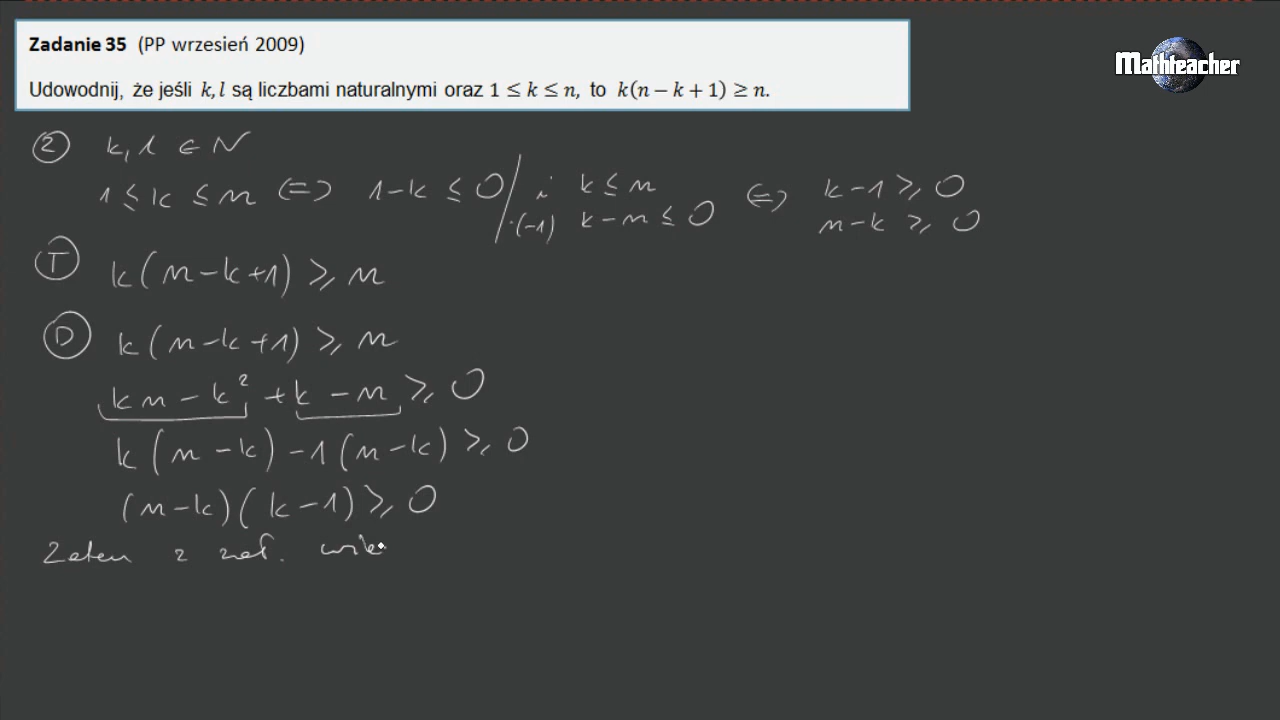 Zadanie 35 (PP wrzesień 2009)
Mathteacher
Udowodnij, że jeśli k, l są liczbami naturalnymi oraz 1 ≤ k ≤ n, to k(n − k + 1) ≥ n.
Z k, l ∈ N
1 ≤ k ≤ n ⇔ 1-k ≤ 0 / ·(-1) i k ≤ n ⇔ k-1 ≥ 0
k-n ≤ 0 n-k ≥ 0
T k(n-k+1) ≥ n
D k(n-k+1) ≥ n
kn - k² + k - n ≥ 0
k(n-k) -1(n-k) ≥ 0
(n-k)(k-1) ≥ 0
Zatem z zał.